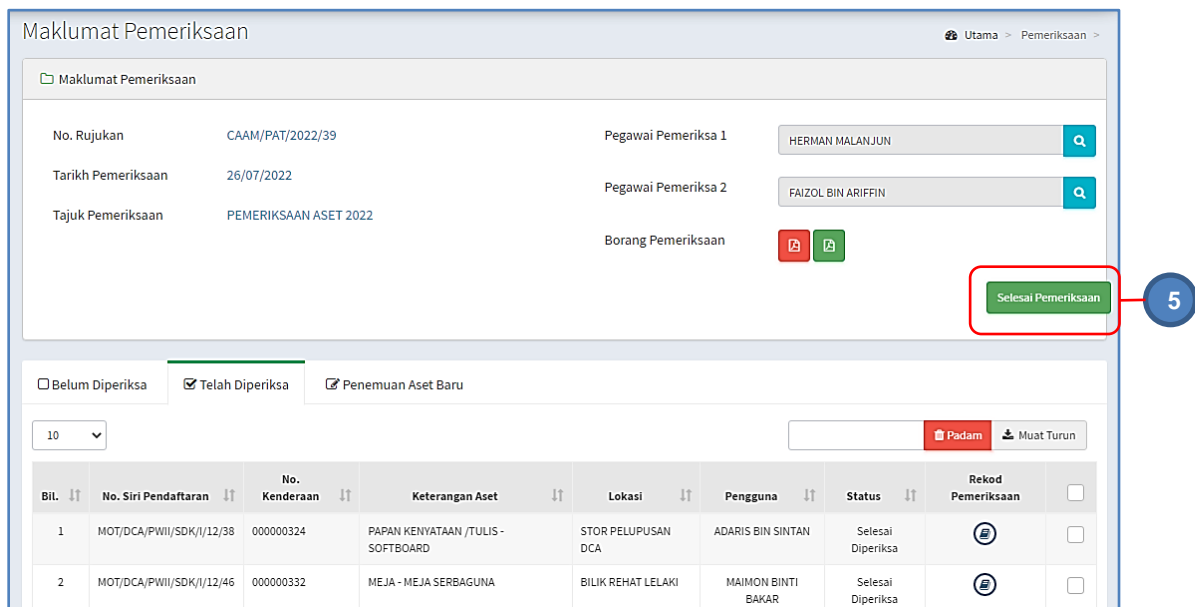 Maklumat Pemeriksaan
Utama > Pemeriksaan >
Maklumat Pemeriksaan
No. Rujukan CAAM/PAT/2022/39
Pegawai Pemeriksa 1 HERMAN MALANJUN
Tarikh Pemeriksaan 26/07/2022
Pegawai Pemeriksa 2 FAIZOL BIN ARIFFIN
Tajuk Pemeriksaan PEMERIKSAAN ASET 2022
Borang Pemeriksaan
Selesai Pemeriksaan
5
Belum Diperiksa Telah Diperiksa Penemuan Aset Baru
10 Padam Muat Turun
Bil. No. Siri Pendaftaran No. Kenderaan Keterangan Aset Lokasi Pengguna Status Rekod Pemeriksaan
1 MOT/DCA/PWII/SDK/I/12/38 000000324 PAPAN KENYATAAN /TULIS - SOFTBOARD STOR PELUPUSAN DCA ADARIS BIN SINTAN Selesai Diperiksa
2 MOT/DCA/PWII/SDK/I/12/46 000000332 MEJA - MEJA SERBAGUNA BILIK REHAT LELAKI MAIMON BINTI BAKAR Selesai Diperiksa